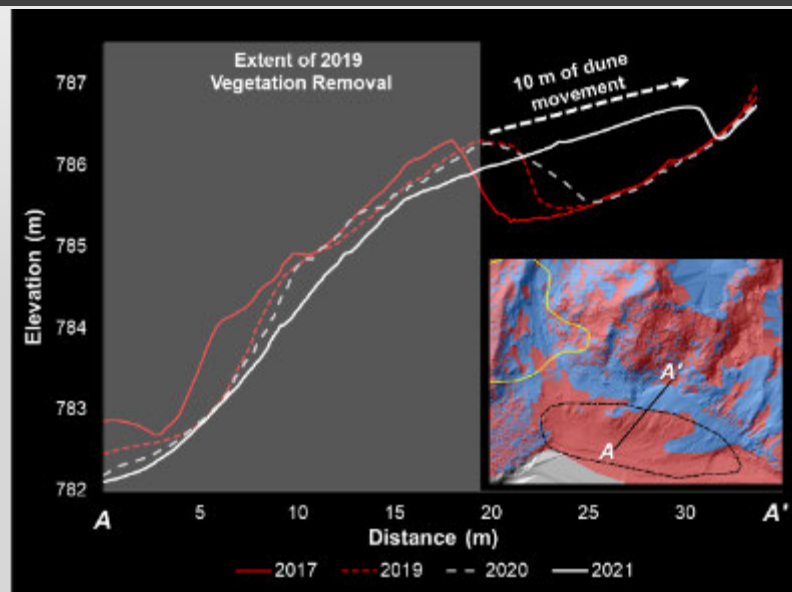 Extent of 2019
Vegetation Removal
10 m of dune
movement
Elevation (m)
787
786
785
784
783
782
A
5
10
15
20
25
30
A'
Distance (m)
2017
2019
2020
2021
A'
A